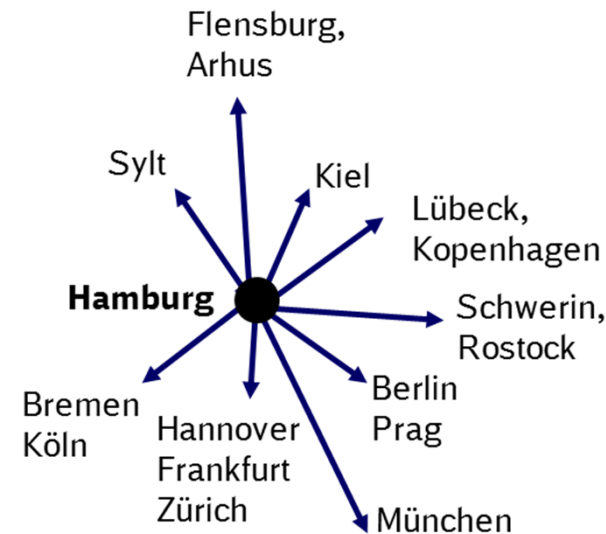 Flensburg,
Arhus
Sylt
Kiel
Lübeck,
Kopenhagen
Hamburg
Schwerin,
Rostock
Bremen
Köln
Hannover
Frankfurt
Zürich
Berlin
Prag
München